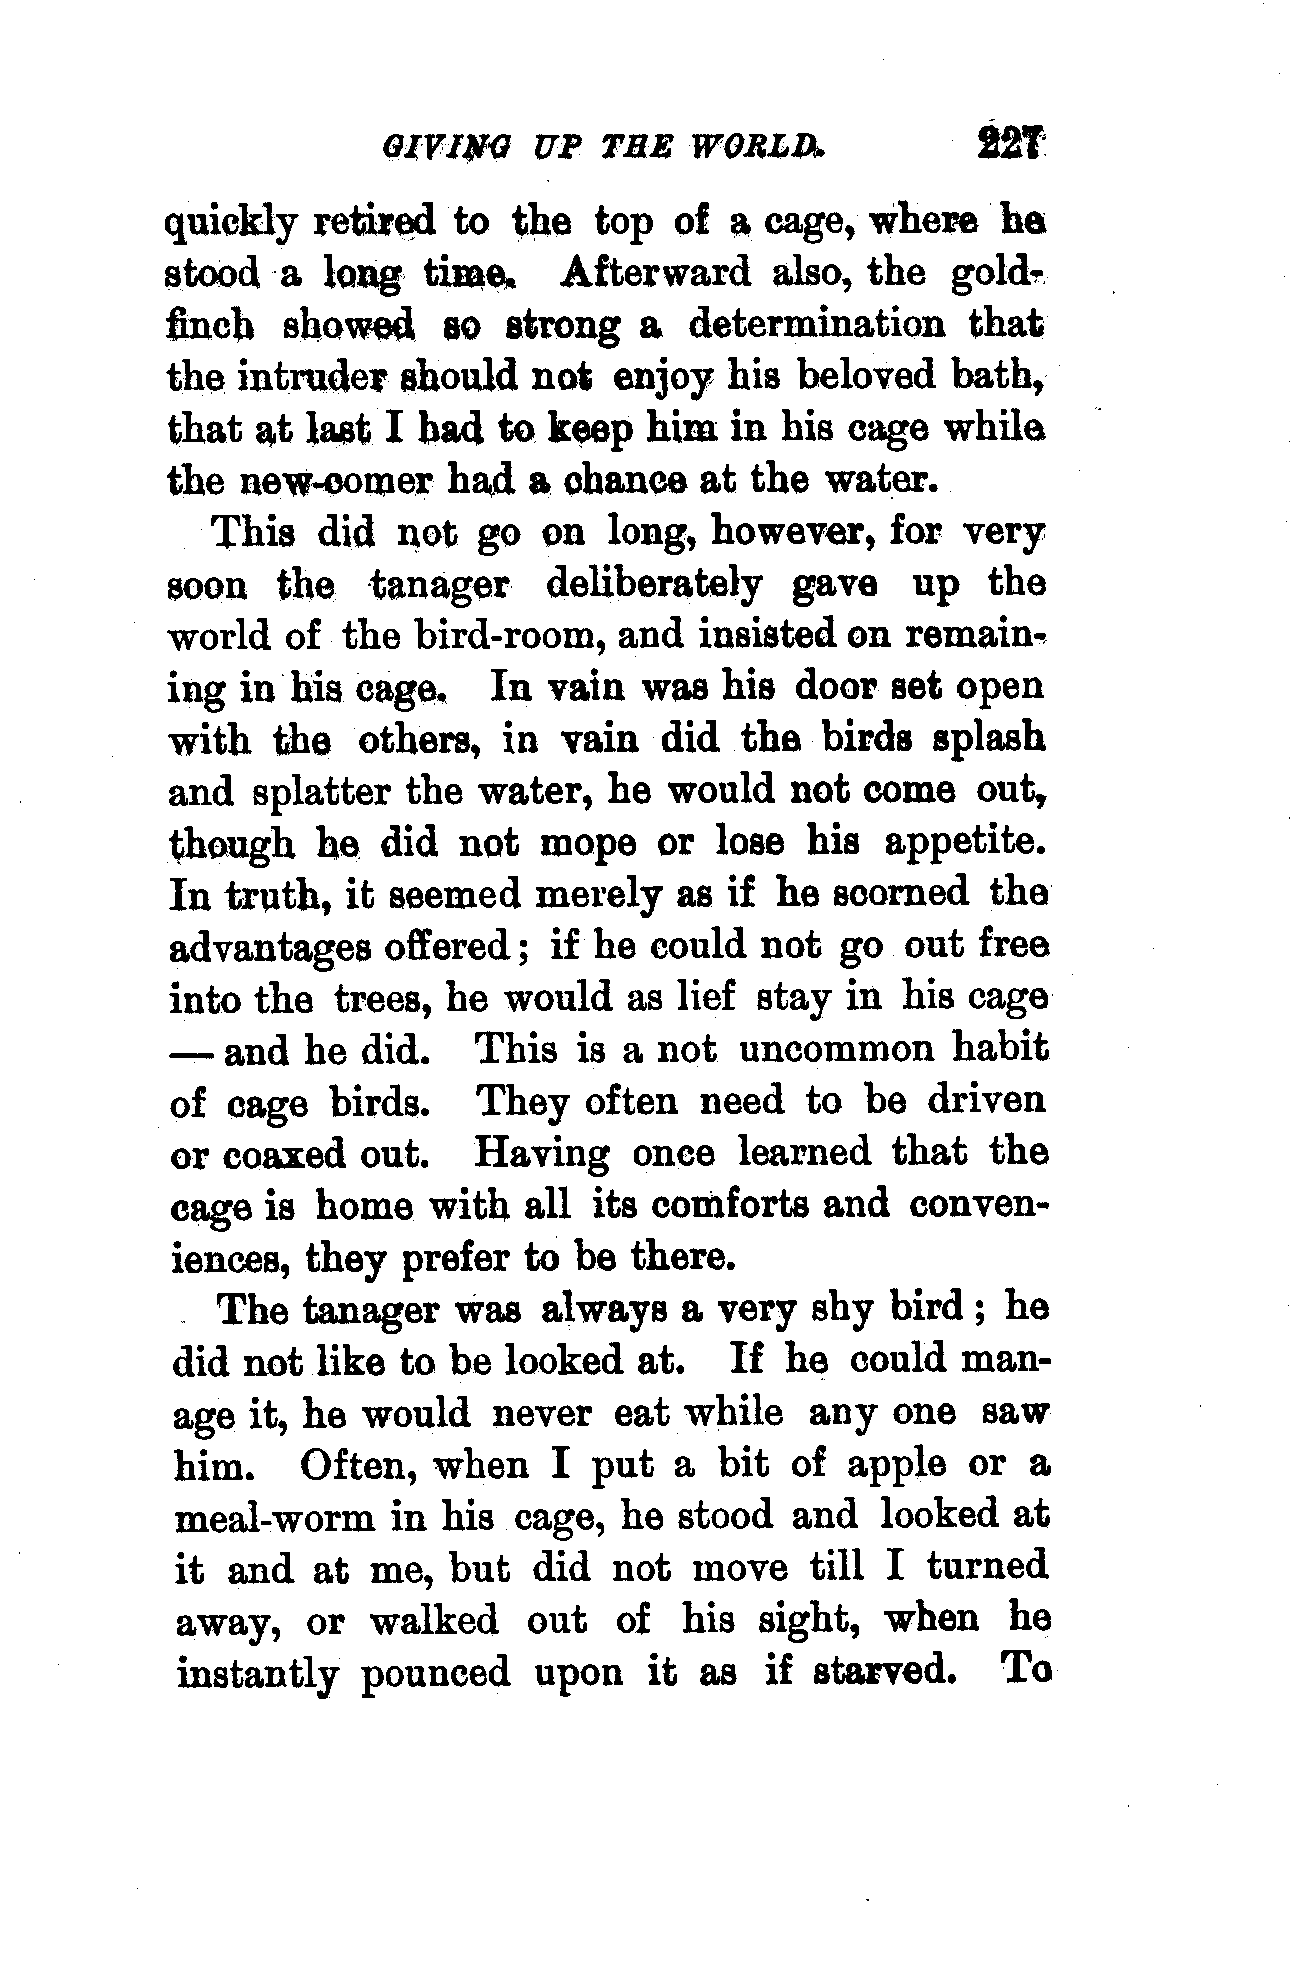 GIVING UP THE WORLD. 227
quickly retired to the top of a cage, where he
stood a long time. Afterward also, the gold-
finch showed so strong a determination that
the intruder should not enjoy his beloved bath,
that at last I had to keep him in his cage while
the new-comer had a chance at the water.
This did not go on long, however, for very
soon the tanager deliberately gave up the
world of the bird-room, and insisted on remain-
ing in his cage. In vain was his door set open
with the others, in vain did the birds splash
and splatter the water, he would not come out,
though he did not mope or lose his appetite.
In truth, it seemed merely as if he scorned the
advantages offered; if he could not go out free
into the trees, he would as lief stay in his cage
— and he did. This is a not uncommon habit
of cage birds. They often need to be driven
or coaxed out. Having once learned that the
cage is home with all its comforts and conven-
iences, they prefer to be there.
The tanager was always a very shy bird; he
did not like to be looked at. If he could man-
age it, he would never eat while any one saw
him. Often, when I put a bit of apple or a
meal-worm in his cage, he stood and looked at
it and at me, but did not move till I turned
away, or walked out of his sight, when he
instantly pounced upon it as if starved. To